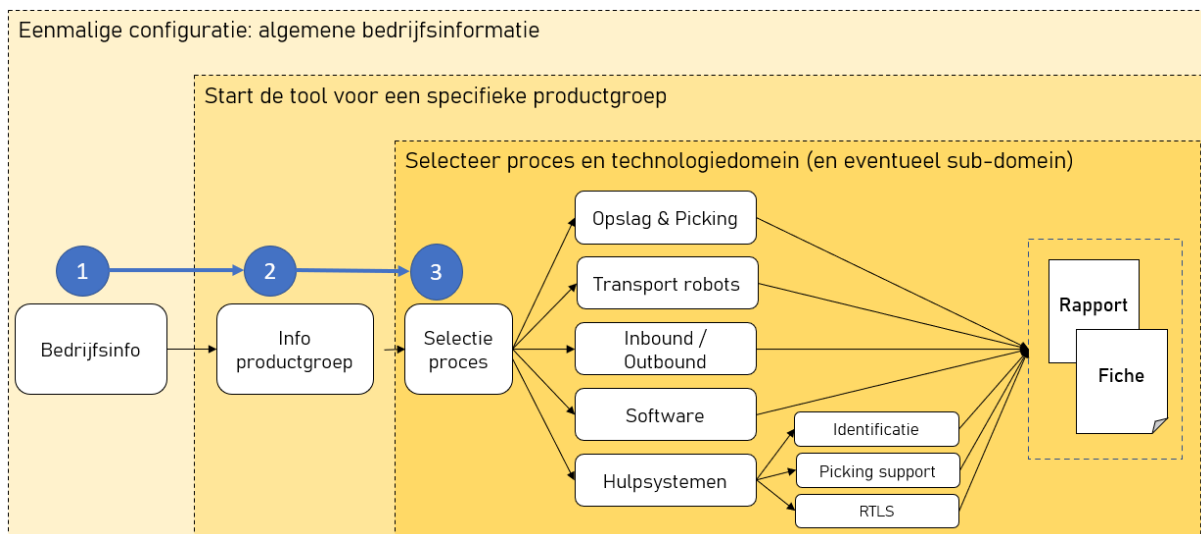 Eenmalige configuratie: algemene bedrijfsinformatie
Start de tool voor een specifieke productgroep
Selecteer proces en technologiedomein (en eventueel sub-domein)
1
2
3
Bedrijfsinfo
Info
productgroep
Selectie
proces
Opslag & Picking
Transport robots
Inbound /
Outbound
Software
Hulpsystemen
Identificatie
Picking support
RTLS
Rapport
Fiche